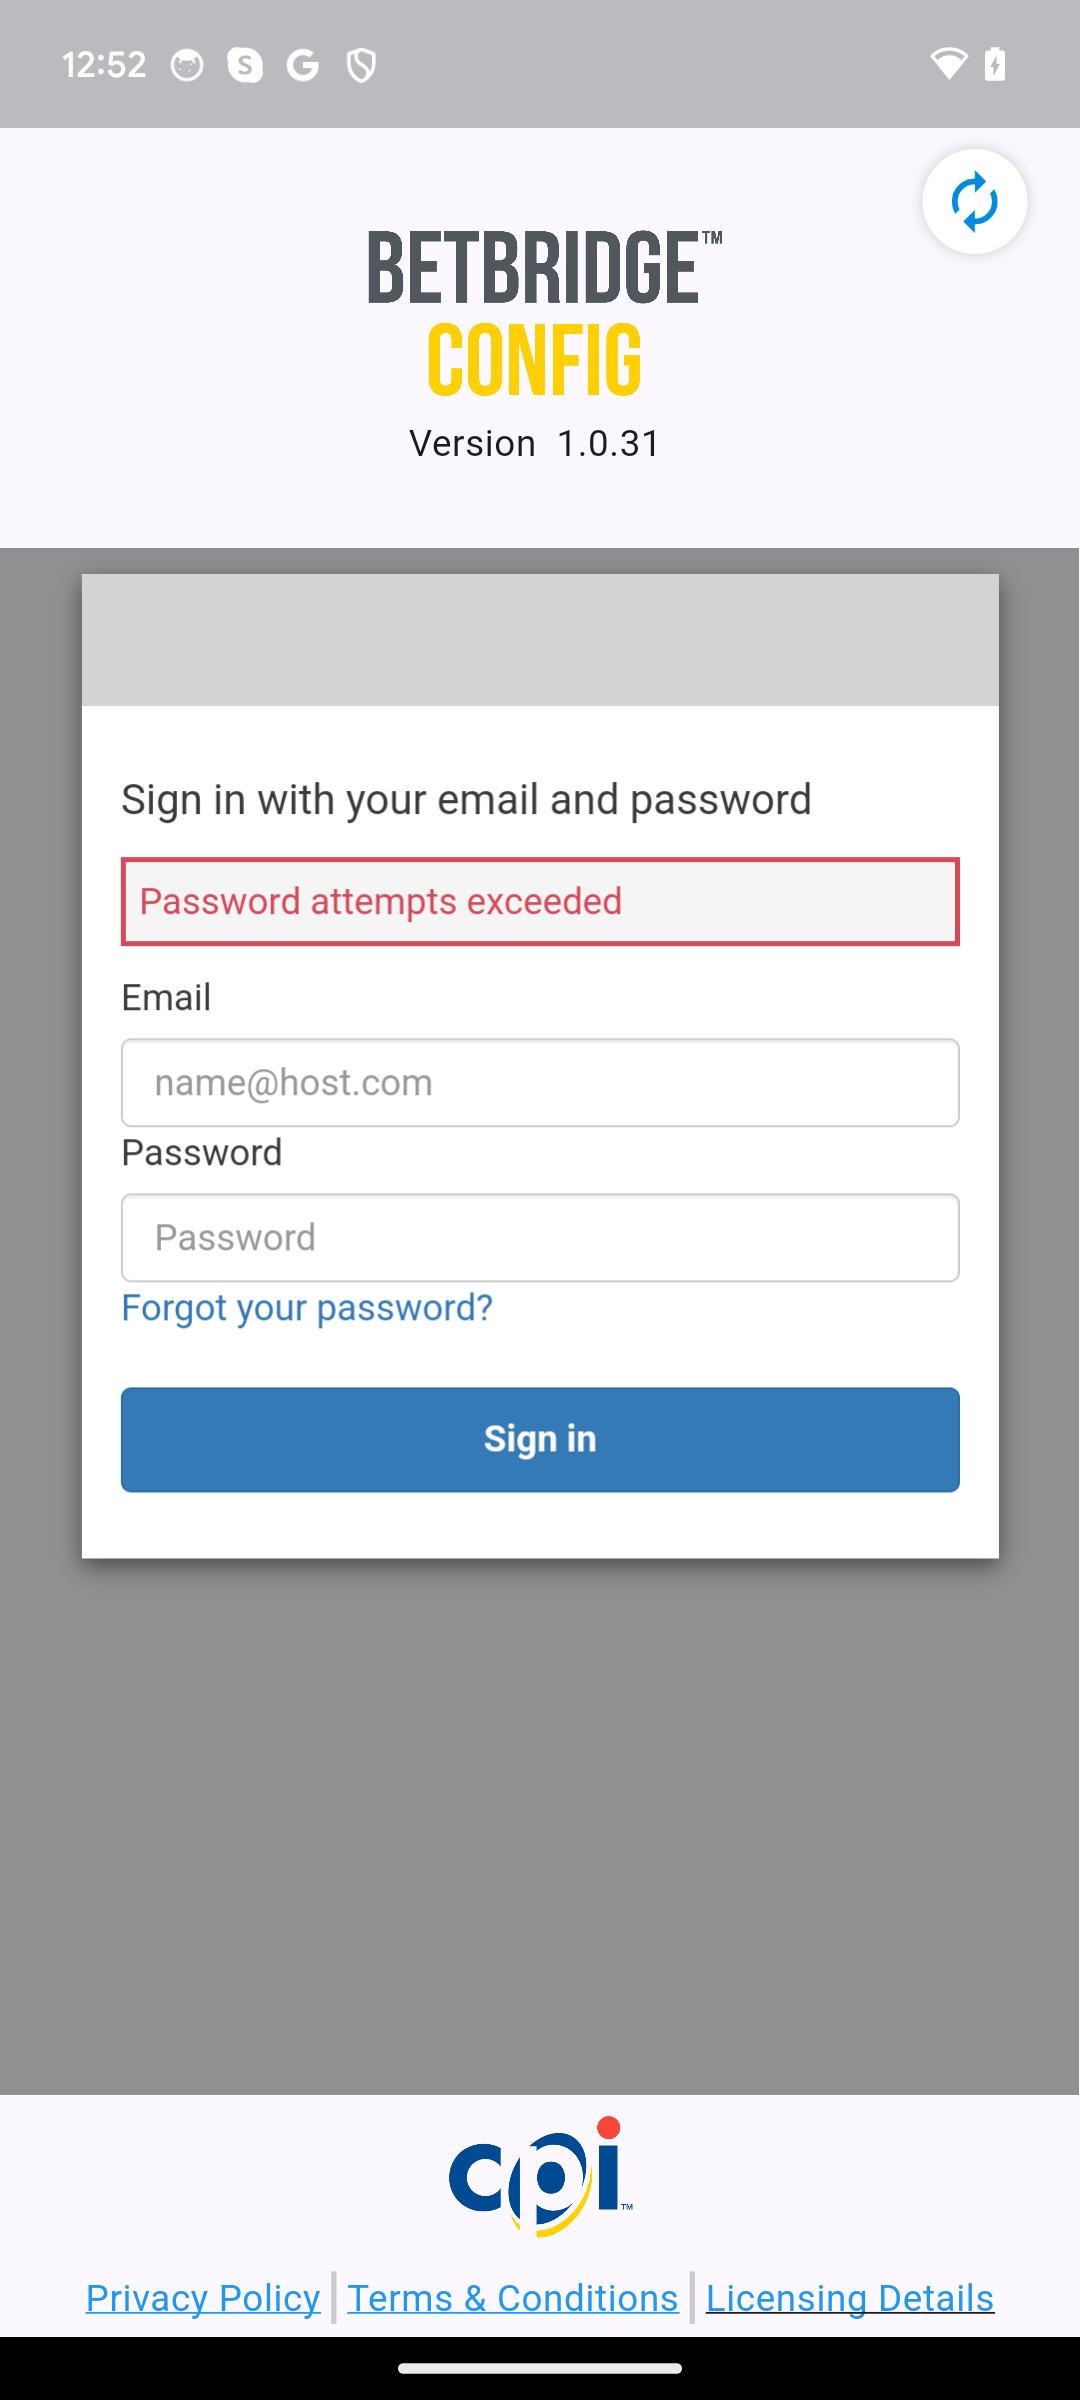 12:52
BETBRIDGE™
CONFIG
Version 1.0.31
Sign in with your email and password
Password attempts exceeded
Email
name@host.com
Password
Password
Forgot your password?
Sign in
cpi™
Privacy Policy | Terms & Conditions | Licensing Details